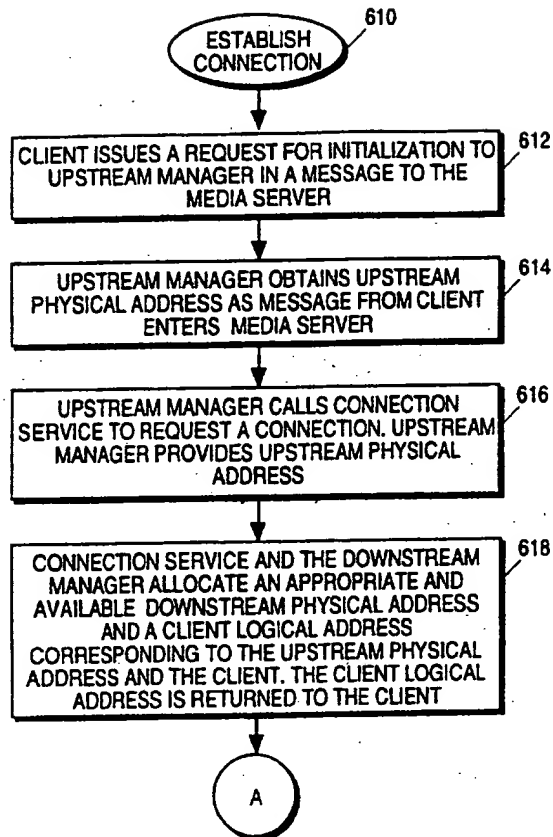 610
ESTABLISH
CONNECTION
612
CLIENT ISSUES A REQUEST FOR INITIALIZATION TO
UPSTREAM MANAGER IN A MESSAGE TO THE
MEDIA SERVER
614
UPSTREAM MANAGER OBTAINS UPSTREAM
PHYSICAL ADDRESS AS MESSAGE FROM CLIENT
ENTERS MEDIA SERVER
616
UPSTREAM MANAGER CALLS CONNECTION
SERVICE TO REQUEST A CONNECTION. UPSTREAM
MANAGER PROVIDES UPSTREAM PHYSICAL
ADDRESS
618
CONNECTION SERVICE AND THE DOWNSTREAM
MANAGER ALLOCATE AN APPROPRIATE AND
AVAILABLE DOWNSTREAM PHYSICAL ADDRESS
AND A CLIENT LOGICAL ADDRESS
CORRESPONDING TO THE UPSTREAM PHYSICAL
ADDRESS AND THE CLIENT. THE CLIENT LOGICAL
ADDRESS IS RETURNED TO THE CLIENT
A